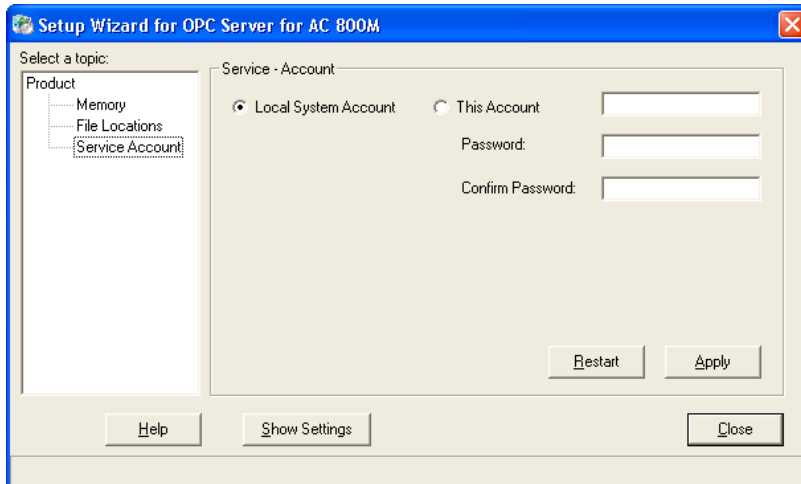 Setup Wizard for OPC Server for AC 800M
Select a topic:
Product
Memory
File Locations
Service Account
Service - Account
Local System Account
This Account
Password:
Confirm Password:
Restart
Apply
Help
Show Settings
Close